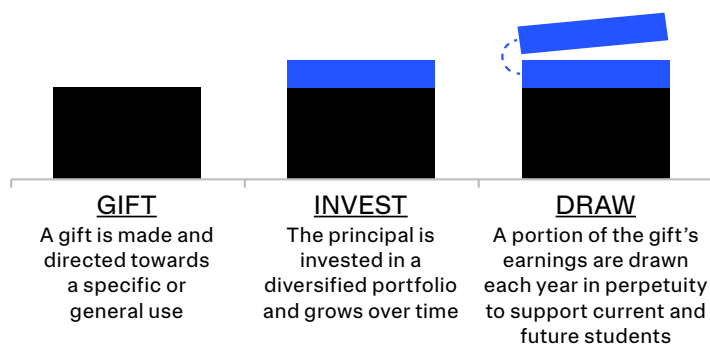 GIFT
A gift is made and
directed towards
a specific or
general use
INVEST
The principal is
invested in a
diversified portfolio
and grows over time
DRAW
A portion of the gift's
earnings are drawn
each year in perpetuity
to support current and
future students